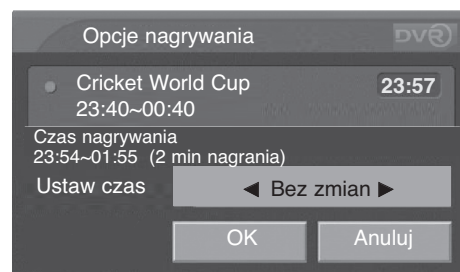 Opcje nagrywania
DVR
Cricket World Cup
23:57
23:40~00:40
Czas nagrywania
23:54~01:55 (2 min nagrania)
Ustaw czas
◀ Bez zmian ▶
OK
Anuluj